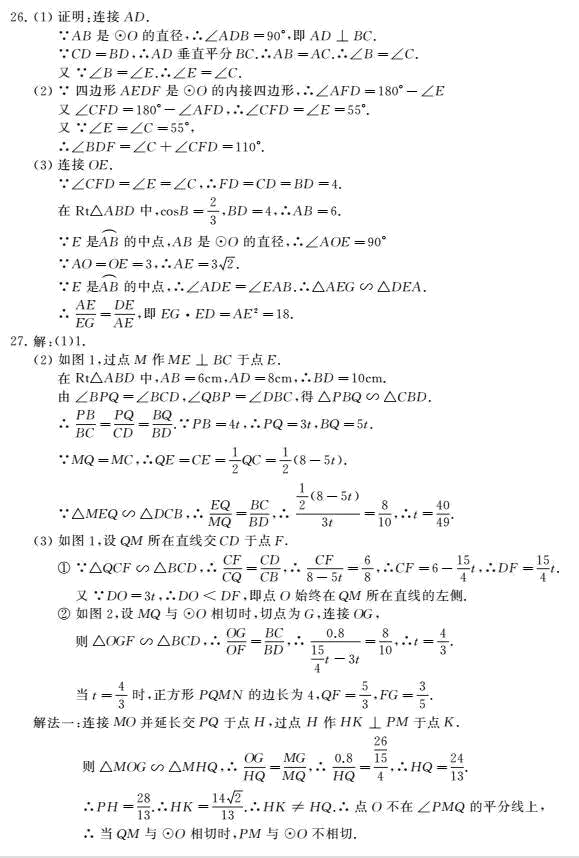 26. (1) 证明:连接 AD.
∵AB 是 ⊙O 的直径,∴∠ADB=90°,即 AD ⊥ BC.
∵CD=BD,∴AD 垂直平分 BC.∴AB=AC.∴∠B=∠C.
又 ∵∠B=∠E.∴∠E=∠C.
(2) ∵ 四边形 AEDF 是 ⊙O 的内接四边形,∴∠AFD=180°-∠E
又 ∠CFD=180°-∠AFD,∴∠CFD=∠E=55°.
又 ∵∠E=∠C=55°,
∴∠BDF=∠C+∠CFD=110°.
(3) 连接 OE.
∵∠CFD=∠E=∠C,∴FD=CD=BD=4.
在 Rt△ABD 中,cosB=2/3,BD=4,∴AB=6.
∵E 是AB⌒ 的中点,AB 是 ⊙O 的直径,∴∠AOE=90°
∵AO=OE=3,∴AE=3√2.
∵E 是AB⌒ 的中点,∴∠ADE=∠EAB.∴△AEG∽△DEA.
∴AE/EG=DE/AE,即 EG·ED=AE²=18.
27. 解:(1)1.
(2) 如图 1,过点 M 作 ME ⊥ BC 于点 E.
在 Rt△ABD 中,AB=6cm,AD=8cm,∴BD=10cm.
由 ∠BPQ=∠BCD,∠QBP=∠DBC,得 △PBQ∽△CBD.
∴PB/BC=PQ/CD=BQ/BD.∵PB=4t,∴PQ=3t,BQ=5t.
∵MQ=MC,∴QE=CE=1/2QC=1/2(8-5t),
∵△MEQ∽△DCB,∴EQ/MQ=BC/BD,∴1/2(8-5t)/3t=8/10,∴t=40/49.
(3) 如图 1,设 QM 所在直线交 CD 于点 F.
① ∵△QCF∽△BCD,∴CF/CQ=CD/CB,∴CF/(8-5t)=6/8,∴CF=6-15/4t,∴DF=15/4t.
又 ∵DO=3t,∴DO<DF,即点 O 始终在 QM 所在直线的左侧.
② 如图 2,设 MQ 与 ⊙O 相切时,切点为 G,连接 OG,
则 △OGF∽△BCD,∴OG/OF=BC/BD,∴0.8/(15/4t-3t)=8/10,∴t=4/3.
当 t=4/3 时,正方形 PQMN 的边长为 4,QF=5/3,FG=3/5.
解法一:连接 MO 并延长交 PQ 于点 H,过点 H 作 HK ⊥ PM 于点 K.
则 △MOG∽△MHQ,∴OG/HQ=MG/MQ,∴0.8/HQ=(26/15)/4,∴HQ=24/13.
∴PH=28/13.∴HK=14√2/13.∴HK≠HQ.∴ 点 O 不在 ∠PMQ 的平分线上,
∴ 当 QM 与 ⊙O 相切时,PM 与 ⊙O 不相切.